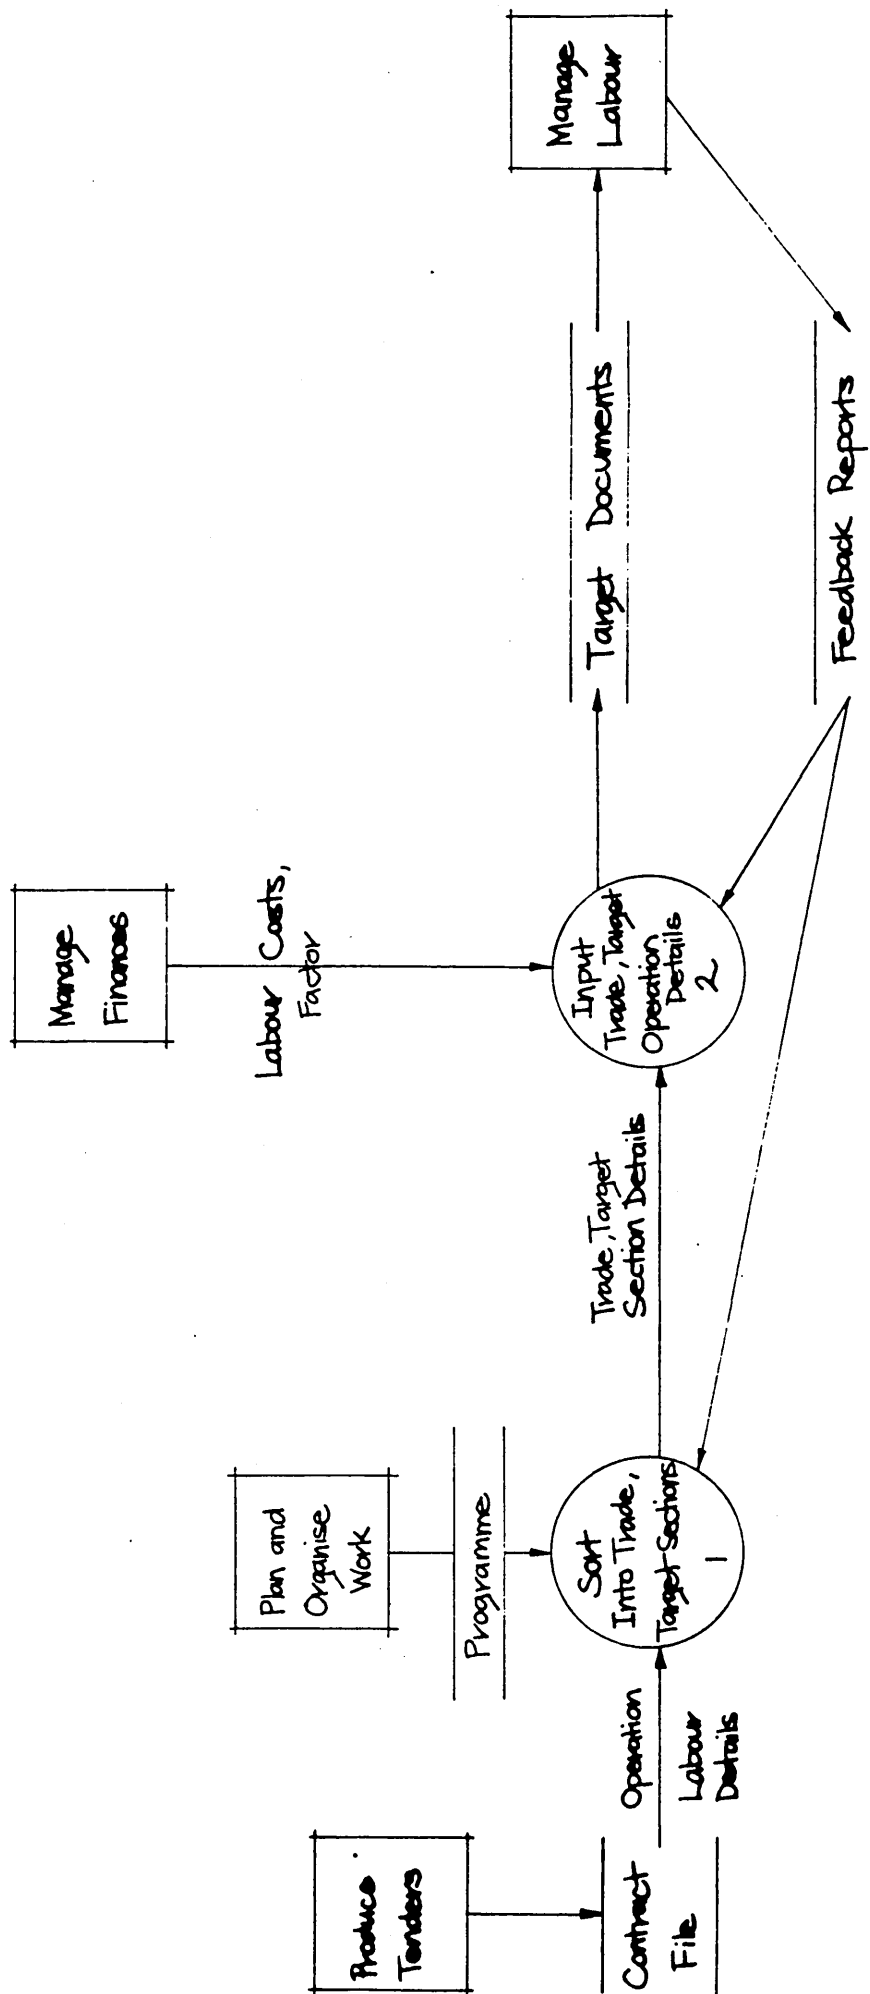 Produce
Tenders
Contract
File
Operation
Labour
Details
Plan and
Organise
Work
Programme
Sort
Into Trade,
Target Sections
1
Trade, Target
Section Details
Manage
Finances
Labour Costs,
Factor
Input
Trade, Target
Operation
Details
2
Target Documents
Manage
Labour
Feedback Reports